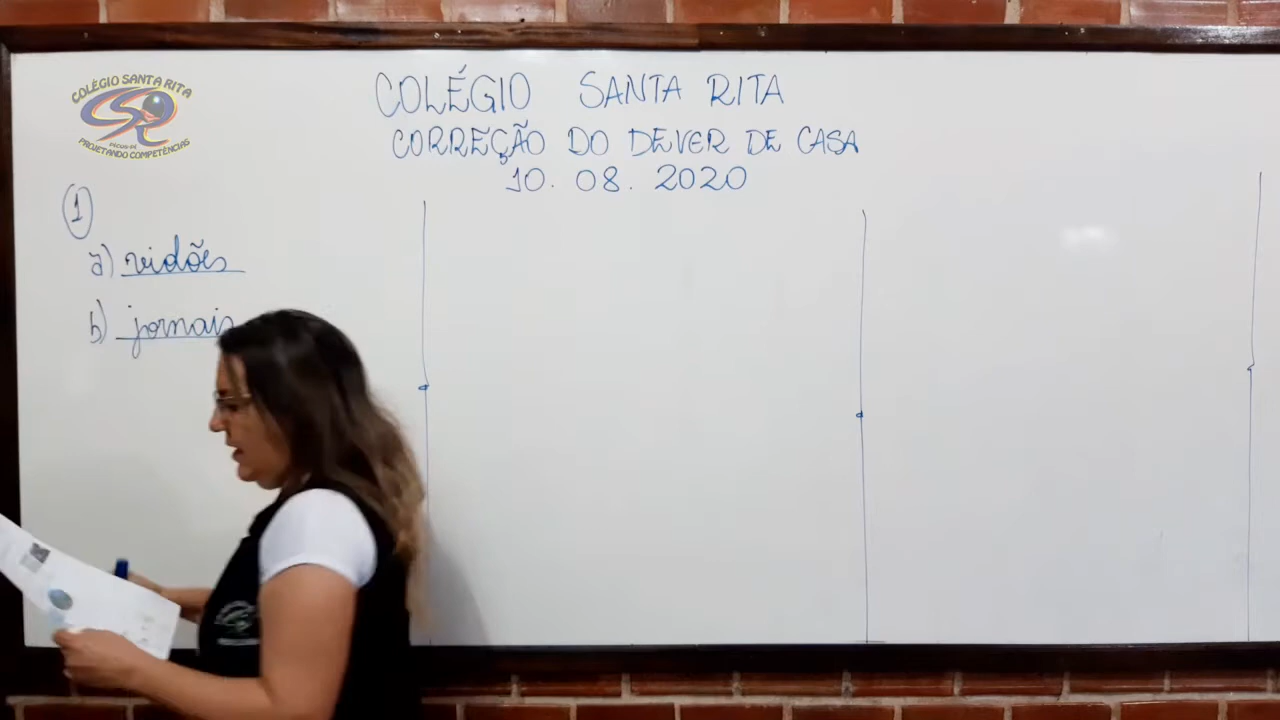 COLÉGIO SANTA RITA
PROJETANDO COMPETÊNCIAS
COLÉGIO SANTA RITA
CORREÇÃO DO DEVER DE CASA
10. 08. 2020
1
a) vidões
b) jornais